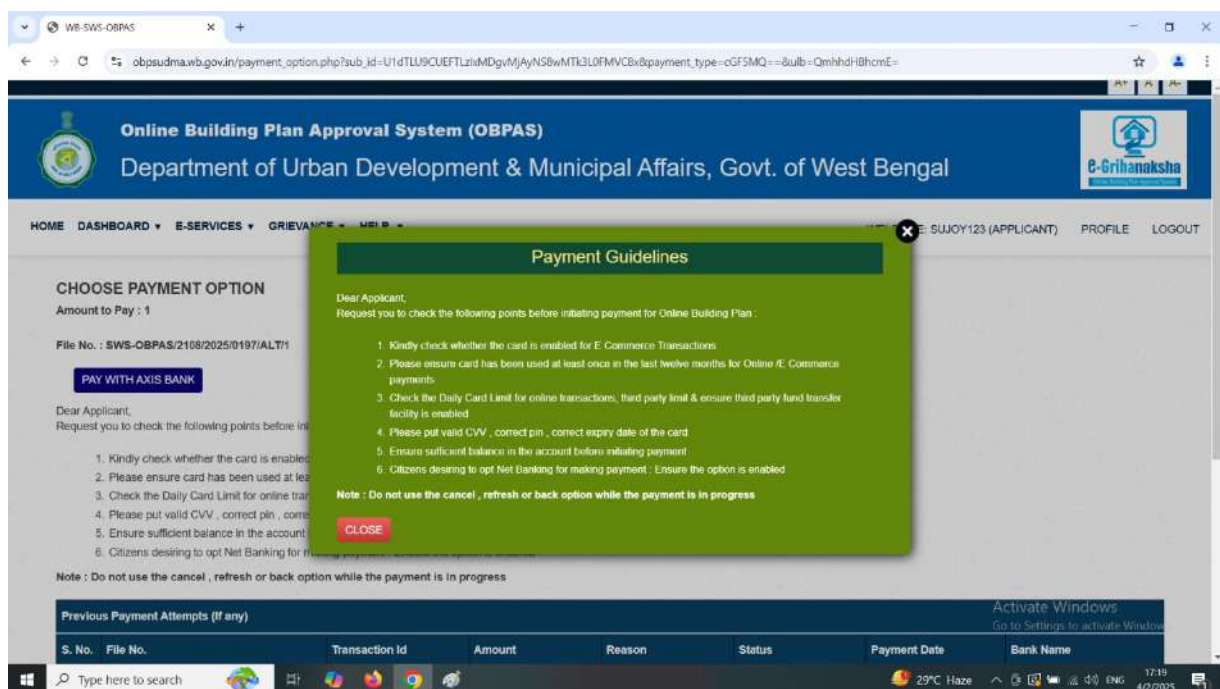 WB-SWS-OBPAS
obpsudma.wb.gov.in/payment_option.php?sub_id=U1dTLU9CUEFTLzIxMDgvMjAyNS8wMTk3L0FMVC8x&payment_type=cGF5MQ==&ulb=QmhhdHBhcmE=
A+ A A-
Online Building Plan Approval System (OBPAS)
Department of Urban Development & Municipal Affairs, Govt. of West Bengal
e-Grihanaksha
HOME DASHBOARD E-SERVICES GRIEVANCE HELP
E: SUJOY123 (APPLICANT) PROFILE LOGOUT
Payment Guidelines
Dear Applicant,
Request you to check the following points before initiating payment for Online Building Plan :
1. Kindly check whether the card is enabled for E Commerce Transactions
2. Please ensure card has been used at least once in the last twelve months for Online /E Commerce
payments
3. Check the Daily Card Limit for online transactions, third party limit & ensure third party fund transfer
facility is enabled
4. Please put valid CVV , correct pin , correct expiry date of the card
5. Ensure sufficient balance in the account before initiating payment
6. Citizens desiring to opt Net Banking for making payment : Ensure the option is enabled
Note : Do not use the cancel , refresh or back option while the payment is in progress
CLOSE
CHOOSE PAYMENT OPTION
Amount to Pay : 1
File No. : SWS-OBPAS/2108/2025/0197/ALT/1
PAY WITH AXIS BANK
Dear Applicant,
Request you to check the following points before ini
1. Kindly check whether the card is enabled
2. Please ensure card has been used at lea
3. Check the Daily Card Limit for online tran
4. Please put valid CVV , correct pin , corre
5. Ensure sufficient balance in the account
6. Citizens desiring to opt Net Banking for m
Note : Do not use the cancel , refresh or back option while the payment is in progress
Previous Payment Attempts (If any)
S. No. File No. Transaction Id Amount Reason Status Payment Date Bank Name
Activate Windows
Go to Settings to activate Window
Type here to search
29°C Haze
ENG
17:19
4/2/2025